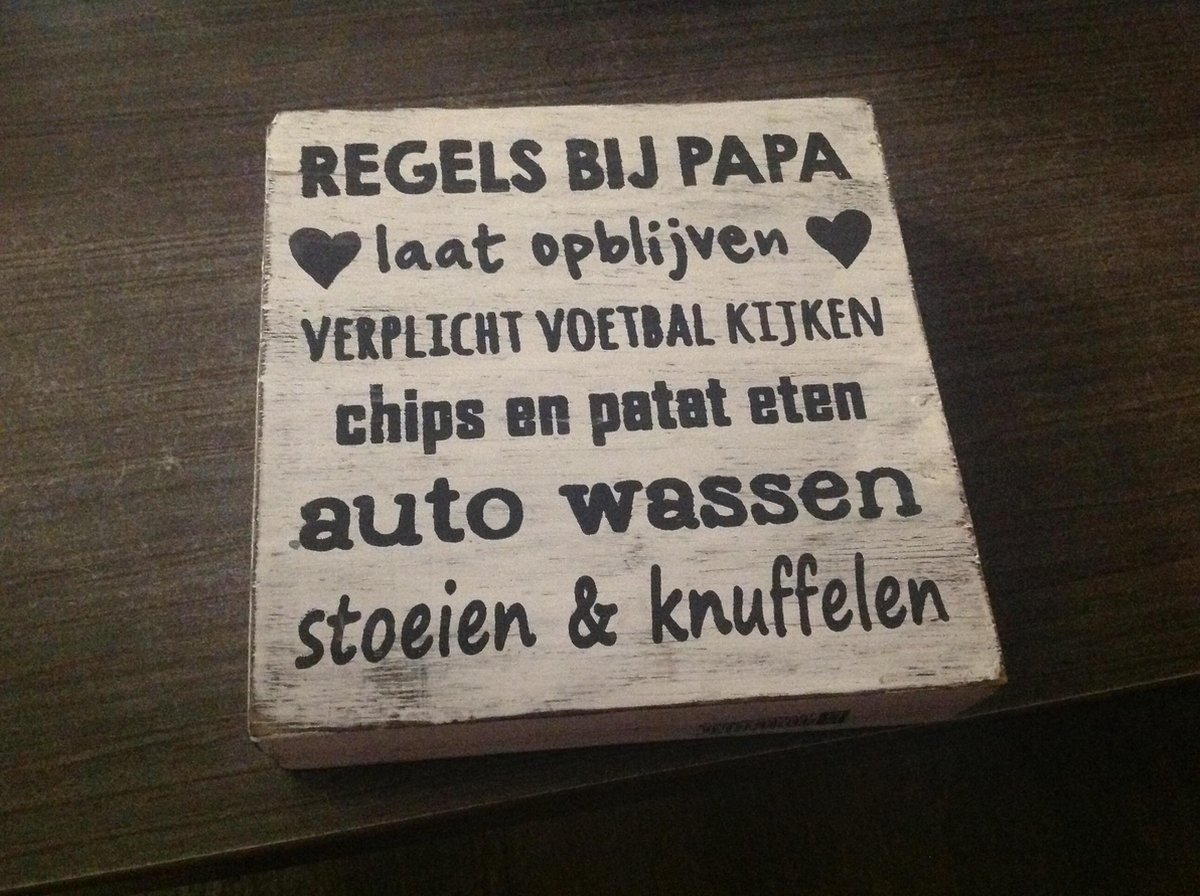 REGELS BIJ PAPA
laat opblijven
VERPLICHT VOETBAL KIJKEN
chips en patat eten
auto wassen
stoeien & knuffelen